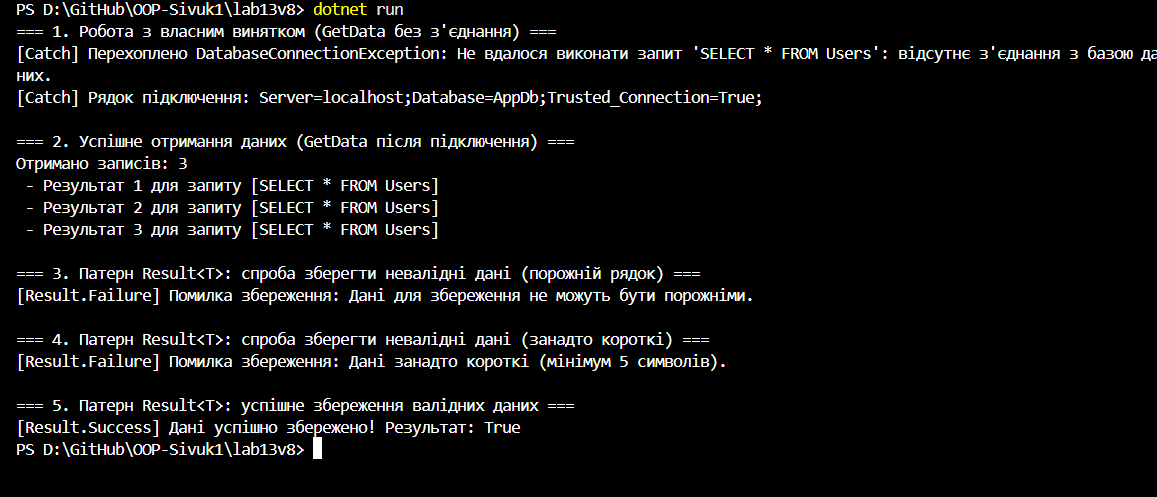 PS D:\GitHub\OOP-Sivuk1\lab13v8> dotnet run
=== 1. Робота з власним винятком (GetData без з'єднання) ===
[Catch] Перехоплено DatabaseConnectionException: Не вдалося виконати запит 'SELECT * FROM Users': відсутнє з'єднання з базою да
них.
[Catch] Рядок підключення: Server=localhost;Database=AppDb;Trusted_Connection=True;
=== 2. Успішне отримання даних (GetData після підключення) ===
Отримано записів: 3
 - Результат 1 для запиту [SELECT * FROM Users]
 - Результат 2 для запиту [SELECT * FROM Users]
 - Результат 3 для запиту [SELECT * FROM Users]
=== 3. Патерн Result<T>: спроба зберегти невалідні дані (порожній рядок) ===
[Result.Failure] Помилка збереження: Дані для збереження не можуть бути порожніми.
=== 4. Патерн Result<T>: спроба зберегти невалідні дані (занадто короткі) ===
[Result.Failure] Помилка збереження: Дані занадто короткі (мінімум 5 символів).
=== 5. Патерн Result<T>: успішне збереження валідних даних ===
[Result.Success] Дані успішно збережено! Результат: True
PS D:\GitHub\OOP-Sivuk1\lab13v8>